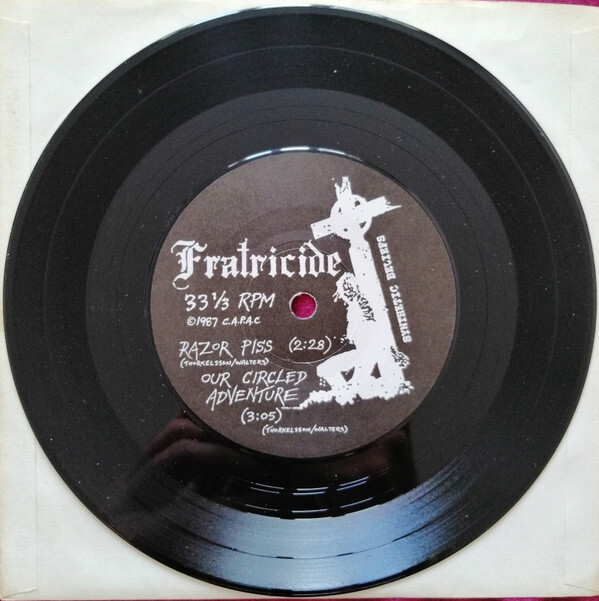 Fratricide
SYNTHETIC BELIEFS
33 1/3 RPM
©1987 C.A.P.A.C
RAZOR PISS (2:28)
(THORKELSSON/WALTERS)
OUR CIRCLED
ADVENTURE
(3:05)
(THORKELSSON/WALTERS)